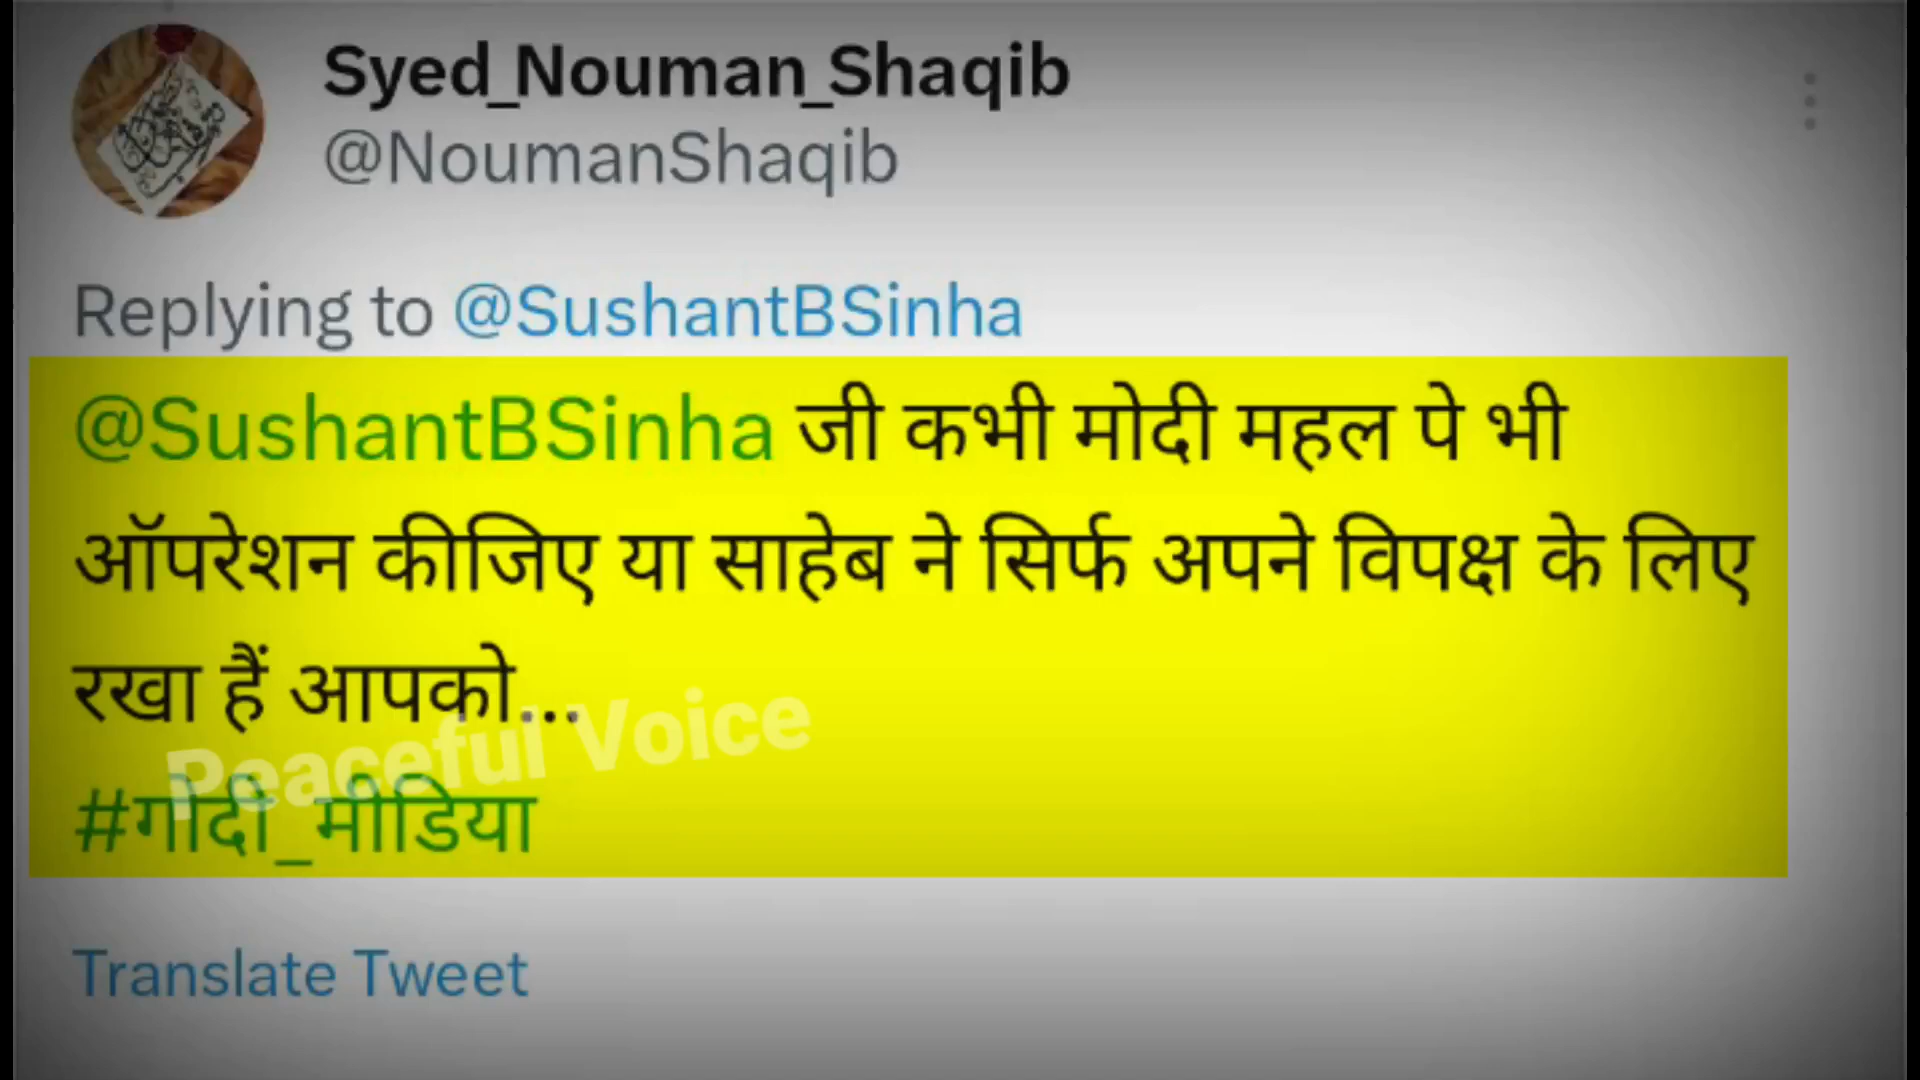 Syed_Nouman_Shaqib
@NoumanShaqib
Replying to @SushantBSinha
@SushantBSinha जी कभी मोदी महल पे भी
ऑपरेशन कीजिए या साहेब ने सिर्फ अपने विपक्ष के लिए
रखा हैं आपको...
Peaceful Voice
#गोदी_मीडिया
Translate Tweet